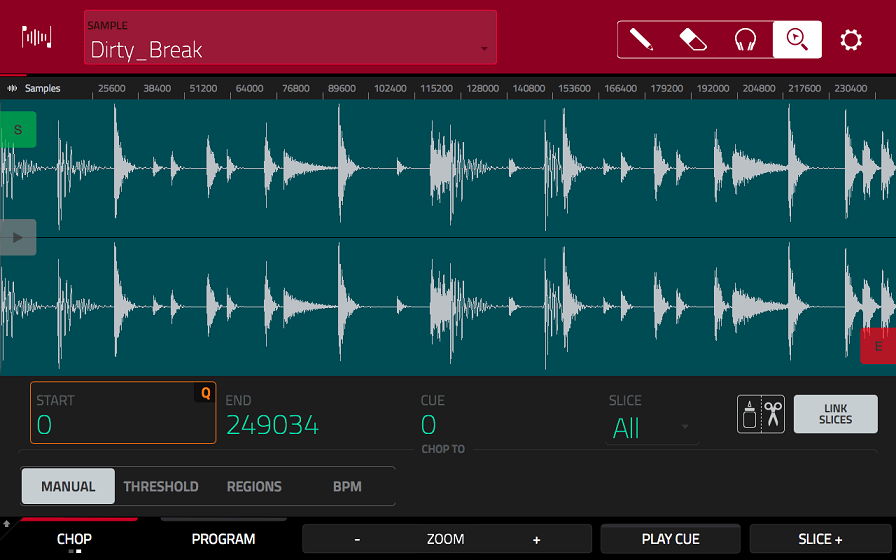 SAMPLE
Dirty_Break
Samples 25600 38400 51200 64000 76800 89600 102400 115200 128000 140800 153600 166400 179200 192000 204800 217600 230400
S
E
START Q END CUE SLICE
0 249034 0 All
LINK
SLICES
CHOP TO
MANUAL THRESHOLD REGIONS BPM
CHOP PROGRAM - ZOOM + PLAY CUE SLICE +